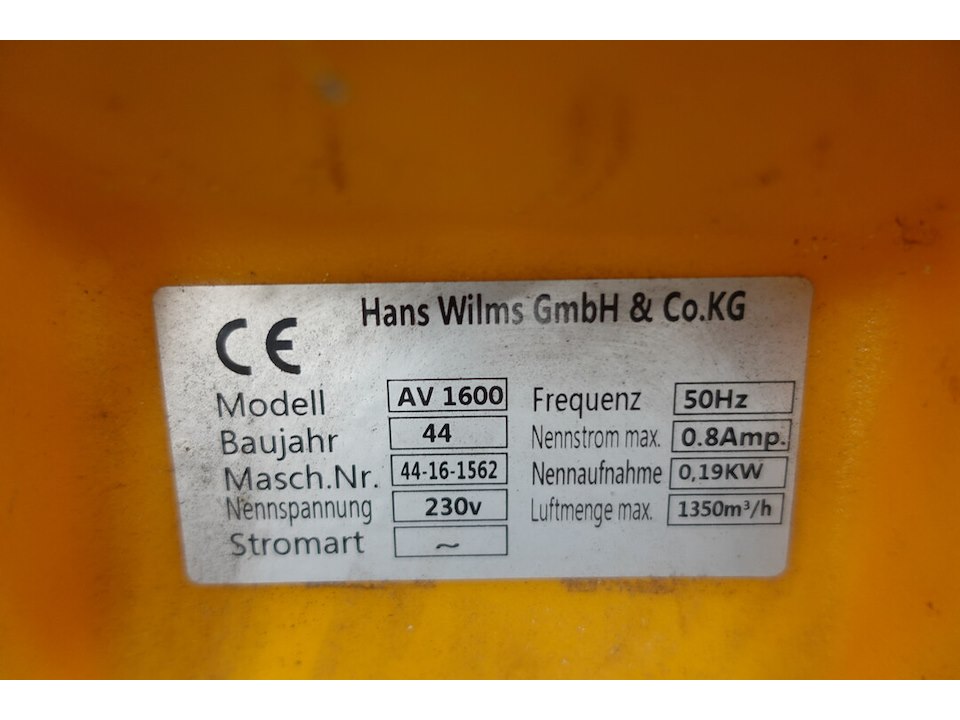 Hans Wilms GmbH & Co.KG
CE
Modell AV 1600 Frequenz 50Hz
Baujahr 44 Nennstrom max. 0.8Amp.
Masch.Nr. 44-16-1562 Nennaufnahme 0,19KW
Nennspannung 230v Luftmenge max. 1350m³/h
Stromart ~